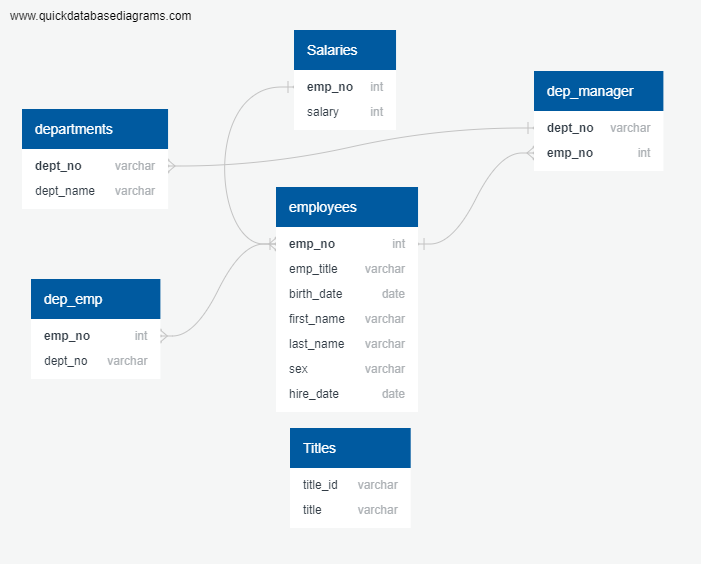 www.quickdatabasediagrams.com
Salaries
emp_no int
salary int
dep_manager
dept_no varchar
emp_no int
departments
dept_no varchar
dept_name varchar
employees
emp_no int
emp_title varchar
birth_date date
first_name varchar
last_name varchar
sex varchar
hire_date date
dep_emp
emp_no int
dept_no varchar
Titles
title_id varchar
title varchar